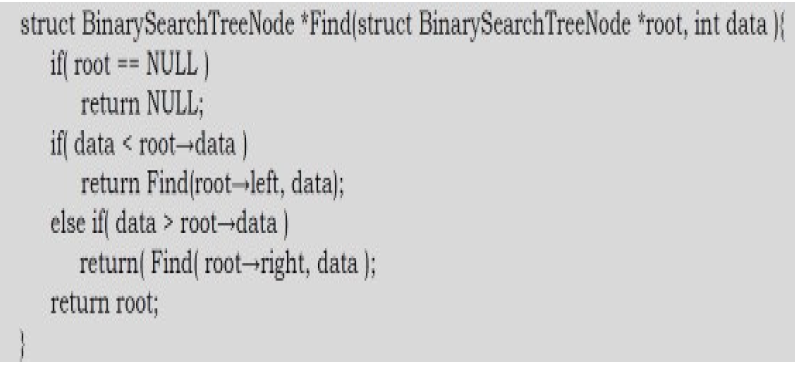 struct BinarySearchTreeNode *Find(struct BinarySearchTreeNode *root, int data ){
if( root == NULL )
return NULL;
if( data < root→data )
return Find(root→left, data);
else if( data > root→data )
return( Find( root→right, data );
return root;
}